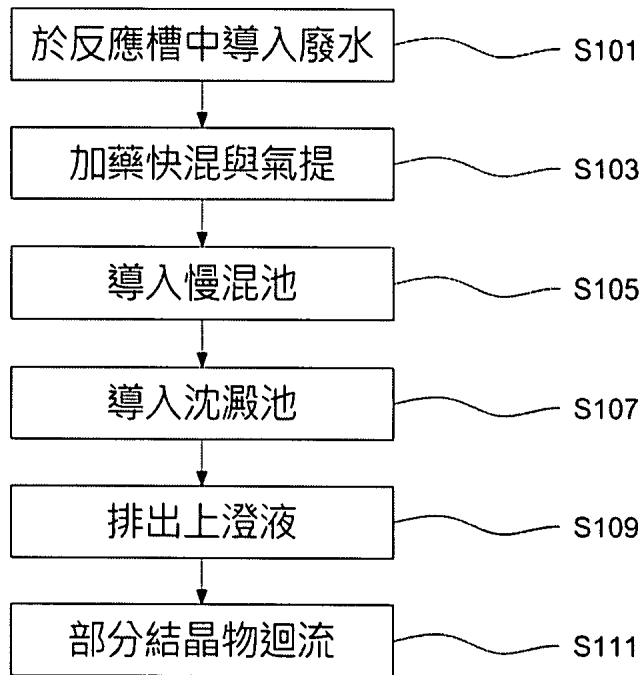 於反應槽中導入廢水 S101
加藥快混與氣提 S103
導入慢混池 S105
導入沈澱池 S107
排出上澄液 S109
部分結晶物迴流 S111